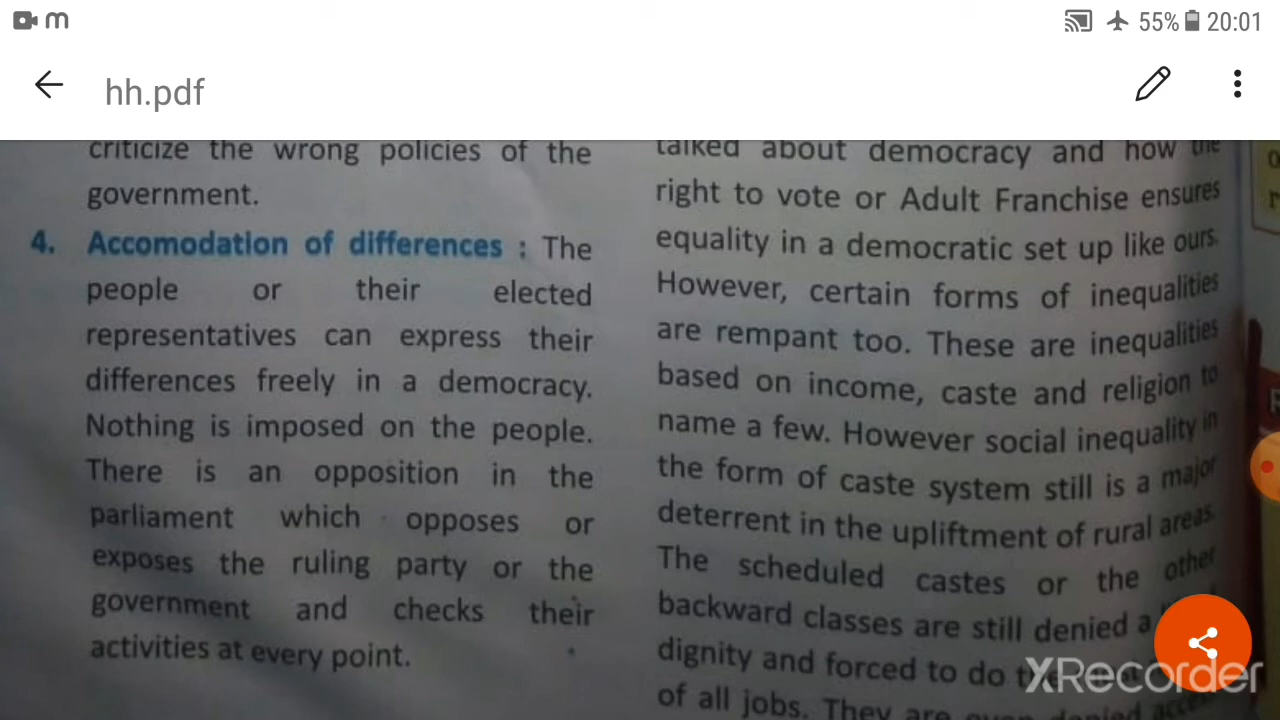 m
55% 20:01
hh.pdf
criticize the wrong policies of the
government.
4. Accomodation of differences : The
people or their elected
representatives can express their
differences freely in a democracy.
Nothing is imposed on the people.
There is an opposition in the
parliament which opposes or
exposes the ruling party or the
government and checks their
activities at every point.
talked about democracy and how the
right to vote or Adult Franchise ensures
equality in a democratic set up like ours.
However, certain forms of inequalities
are rempant too. These are inequalities
based on income, caste and religion to
name a few. However social inequality in
the form of caste system still is a major
deterrent in the upliftment of rural areas.
The scheduled castes or the other
backward classes are still denied a
dignity and forced to do
of all jobs. They are even denied
XRecorder